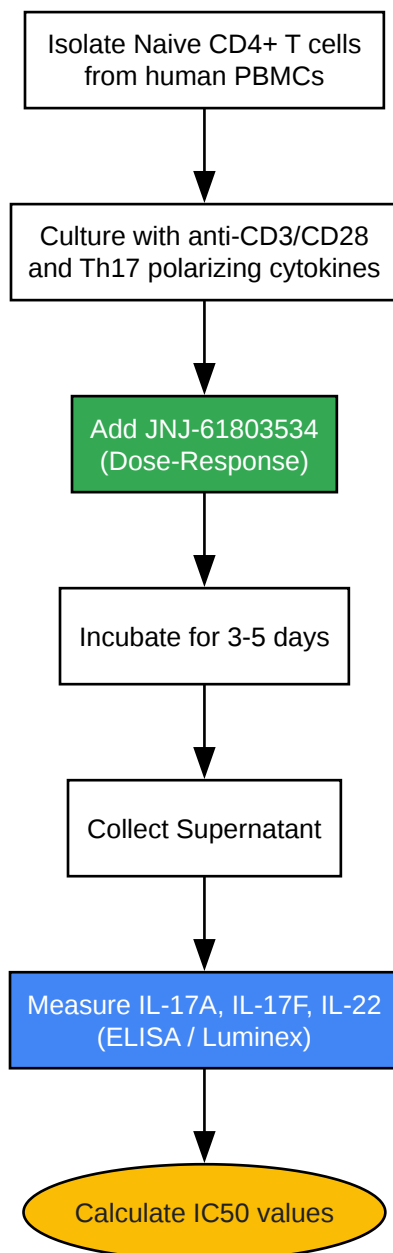 Isolate Naive CD4+ T cells
from human PBMCs
Culture with anti-CD3/CD28
and Th17 polarizing cytokines
Add JNJ-61803534
(Dose-Response)
Incubate for 3-5 days
Collect Supernatant
Measure IL-17A, IL-17F, IL-22
(ELISA / Luminex)
Calculate IC50 values